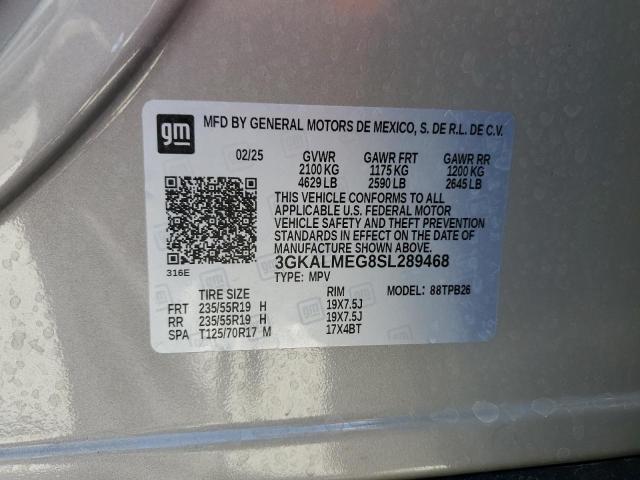 gm MFD BY GENERAL MOTORS DE MEXICO, S. DE R.L. DE C.V.
02/25 GVWR GAWR FRT GAWR RR
2100 KG 1175 KG 1200 KG
4629 LB 2590 LB 2645 LB
THIS VEHICLE CONFORMS TO ALL
APPLICABLE U.S. FEDERAL MOTOR
VEHICLE SAFETY AND THEFT PREVENTION
STANDARDS IN EFFECT ON THE DATE OF
MANUFACTURE SHOWN ABOVE.
316E 3GKALMEG8SL289468
TYPE: MPV
TIRE SIZE RIM MODEL: 88TPB26
FRT 235/55R19 H 19X7.5J
RR 235/55R19 H 19X7.5J
SPA T125/70R17 M 17X4BT